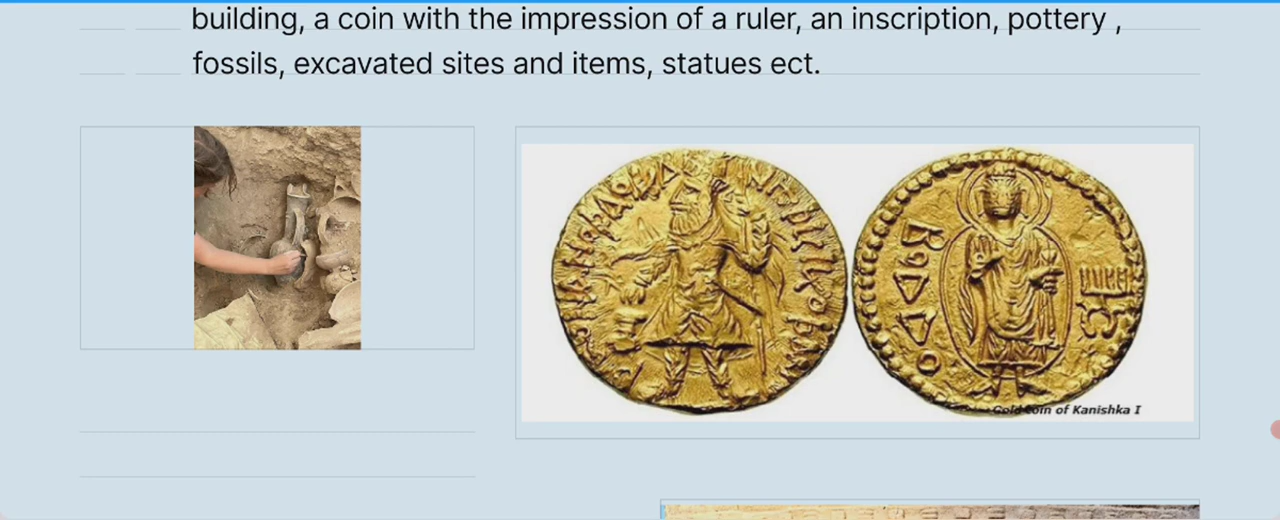 building, a coin with the impression of a ruler, an inscription, pottery ,
fossils, excavated sites and items, statues ect.
ΒΟΔΔΟ
Gold Coin of Kanishka I